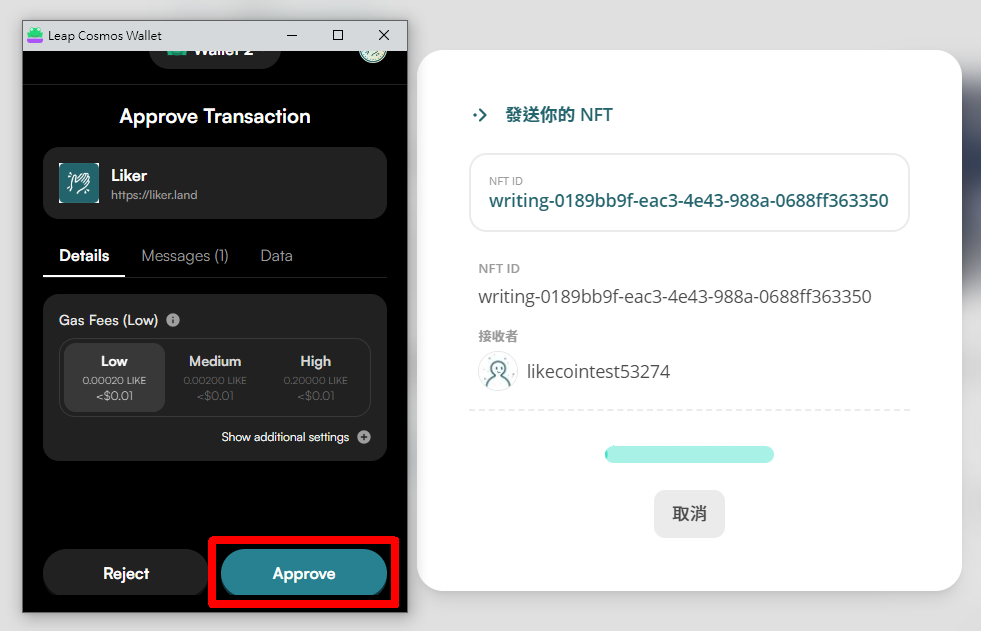 Leap Cosmos Wallet
Wallet 2
Approve Transaction
Liker
https://liker.land
Details Messages (1) Data
Gas Fees (Low)
Low Medium High
0.00020 LIKE 0.00200 LIKE 0.20000 LIKE
<$0.01 <$0.01 <$0.01
Show additional settings
Reject Approve
發送你的 NFT
NFT ID
writing-0189bb9f-eac3-4e43-988a-0688ff363350
NFT ID
writing-0189bb9f-eac3-4e43-988a-0688ff363350
接收者
likecointest53274
取消